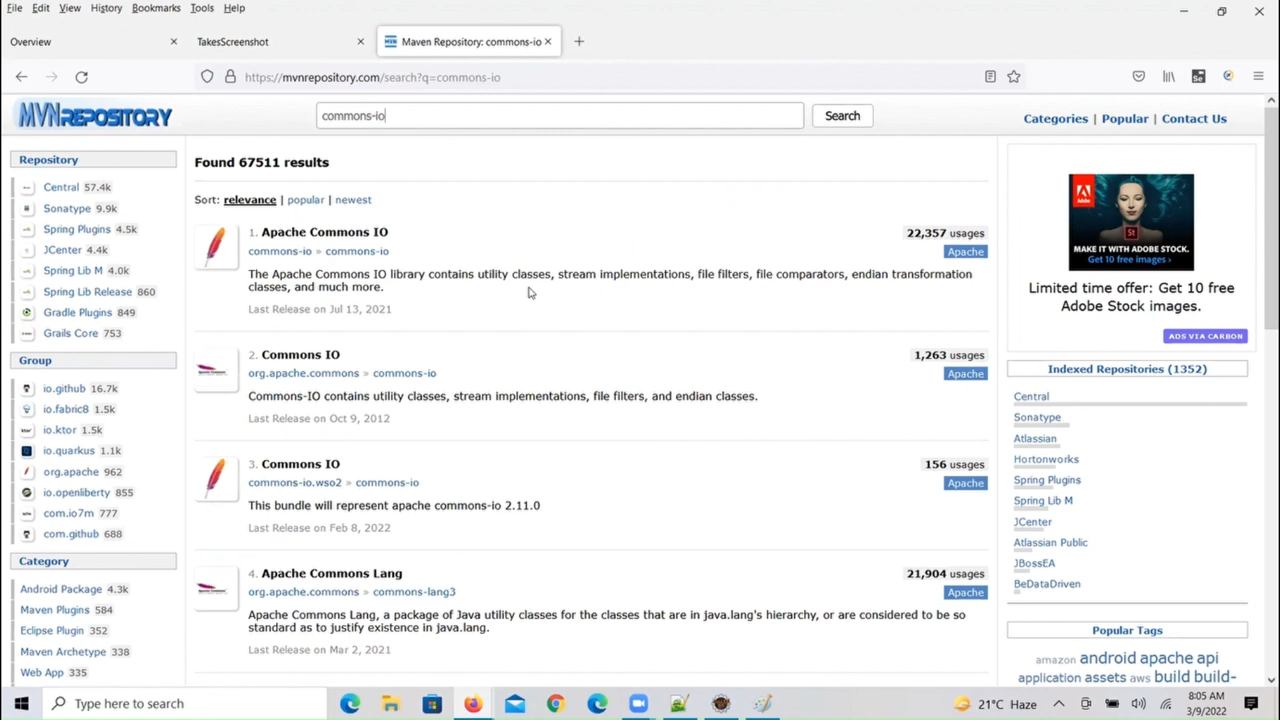 File Edit View History Bookmarks Tools Help
Overview
TakesScreenshot
Maven Repository: commons-io
https://mvnrepository.com/search?q=commons-io
MVNREPOSITORY
commons-io
Search
Categories | Popular | Contact Us
Repository
Central 57.4k
Sonatype 9.9k
Spring Plugins 4.5k
JCenter 4.4k
Spring Lib M 4.0k
Spring Lib Release 860
Gradle Plugins 849
Grails Core 753
Group
io.github 16.7k
io.fabric8 1.5k
io.ktor 1.5k
io.quarkus 1.1k
org.apache 962
io.openliberty 855
com.io7m 777
com.github 688
Category
Android Package 4.3k
Maven Plugins 584
Eclipse Plugin 352
Maven Archetype 338
Web App 335
Found 67511 results
Sort: relevance | popular | newest
1. Apache Commons IO
22,357 usages
commons-io » commons-io
Apache
The Apache Commons IO library contains utility classes, stream implementations, file filters, file comparators, endian transformation
classes, and much more.
Last Release on Jul 13, 2021
2. Commons IO
1,263 usages
org.apache.commons » commons-io
Apache
Commons-IO contains utility classes, stream implementations, file filters, and endian classes.
Last Release on Oct 9, 2012
3. Commons IO
156 usages
commons-io.wso2 » commons-io
Apache
This bundle will represent apache commons-io 2.11.0
Last Release on Feb 8, 2022
4. Apache Commons Lang
21,904 usages
org.apache.commons » commons-lang3
Apache
Apache Commons Lang, a package of Java utility classes for the classes that are in java.lang's hierarchy, or are considered to be so
standard as to justify existence in java.lang.
Last Release on Mar 2, 2021
Adobe
St
MAKE IT WITH ADOBE STOCK.
Get 10 free images ›
Limited time offer: Get 10 free
Adobe Stock images.
ADS VIA CARBON
Indexed Repositories (1352)
Central
Sonatype
Atlassian
Hortonworks
Spring Plugins
Spring Lib M
JCenter
Atlassian Public
JBossEA
BeDataDriven
Popular Tags
amazon android apache api
application assets aws build build-
Type here to search
21°C Haze
8:05 AM
3/9/2022